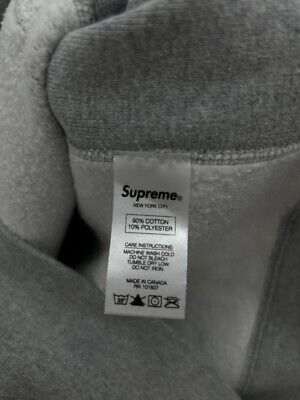 Supreme®
NEW YORK CITY
90% COTTON
10% POLYESTER
CARE INSTRUCTIONS:
MACHINE WASH COLD
DO NOT BLEACH
TUMBLE DRY LOW
DO NOT IRON
MADE IN CANADA
RN 101837
30°